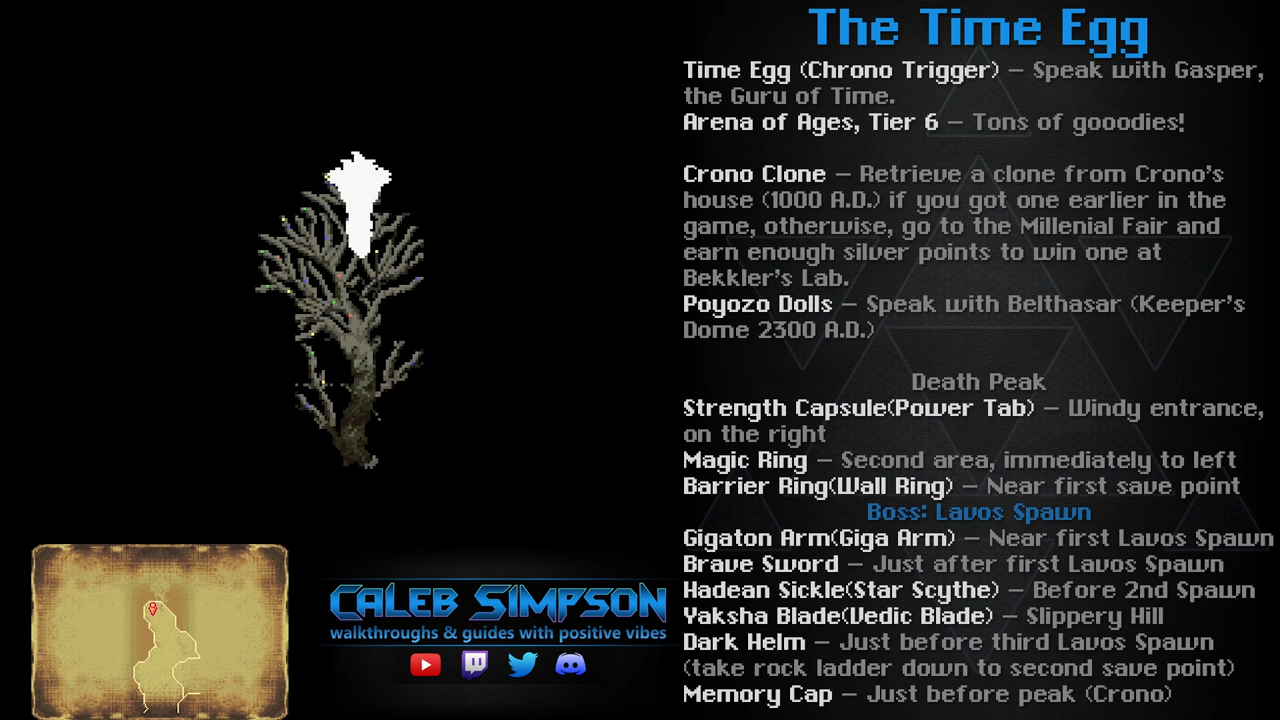 The Time Egg
Time Egg (Chrono Trigger) – Speak with Gasper,
the Guru of Time.
Arena of Ages, Tier 6 – Tons of gooodies!
Crono Clone – Retrieve a clone from Crono's
house (1000 A.D.) if you got one earlier in the
game, otherwise, go to the Millenial Fair and
earn enough silver points to win one at
Bekkler's Lab.
Poyozo Dolls – Speak with Belthasar (Keeper's
Dome 2300 A.D.)
Death Peak
Strength Capsule(Power Tab) – Windy entrance,
on the right
Magic Ring – Second area, immediately to left
Barrier Ring(Wall Ring) – Near first save point
Boss: Lavos Spawn
Gigaton Arm(Giga Arm) – Near first Lavos Spawn
Brave Sword – Just after first Lavos Spawn
Hadean Sickle(Star Scythe) – Before 2nd Spawn
Yaksha Blade(Vedic Blade) – Slippery Hill
Dark Helm – Just before third Lavos Spawn
(take rock ladder down to second save point)
Memory Cap – Just before peak (Crono)
Caleb Simpson
walkthroughs & guides with positive vibes